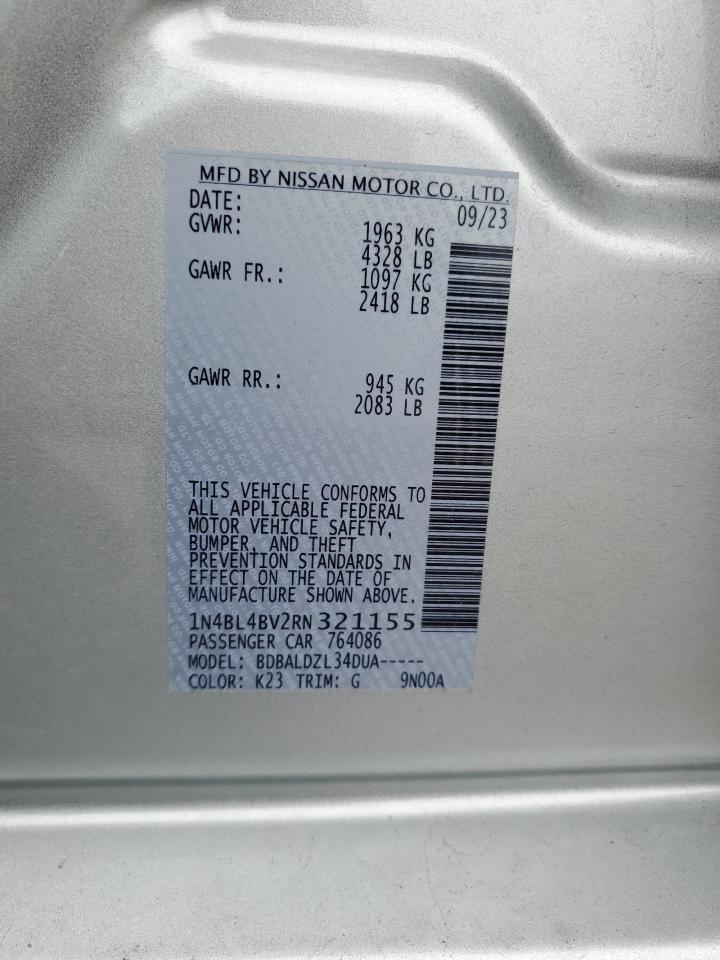 MFD BY NISSAN MOTOR CO., LTD.
DATE: 09/23
GVWR: 1963 KG
4328 LB
GAWR FR.: 1097 KG
2418 LB
GAWR RR.: 945 KG
2083 LB
THIS VEHICLE CONFORMS TO
ALL APPLICABLE FEDERAL
MOTOR VEHICLE SAFETY,
BUMPER, AND THEFT
PREVENTION STANDARDS IN
EFFECT ON THE DATE OF
MANUFACTURE SHOWN ABOVE.
1N4BL4BV2RN321155
PASSENGER CAR 764086
MODEL: BDBALDZL34DUA-----
COLOR: K23 TRIM: G 9N00A